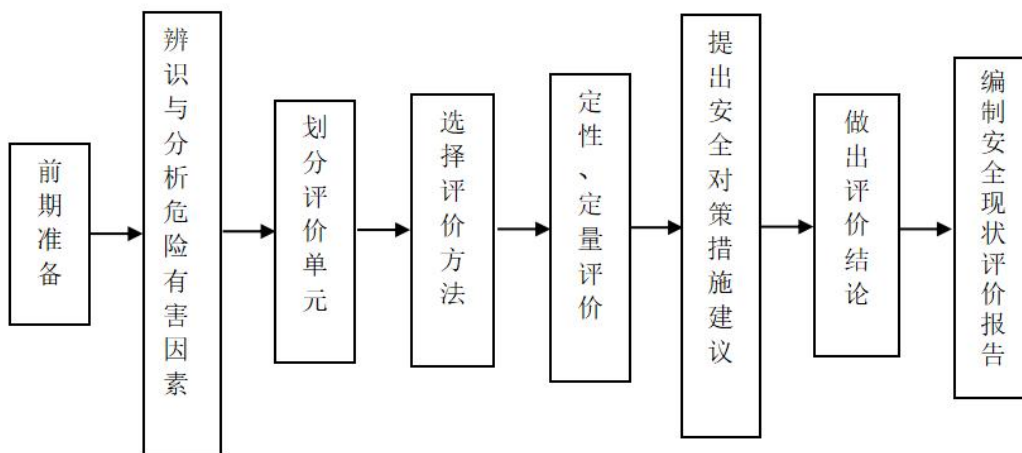 前期准备
辨识与分析危险有害因素
划分评价单元
选择评价方法
定性、定量评价
提出安全对策措施建议
做出评价结论
编制安全现状评价报告